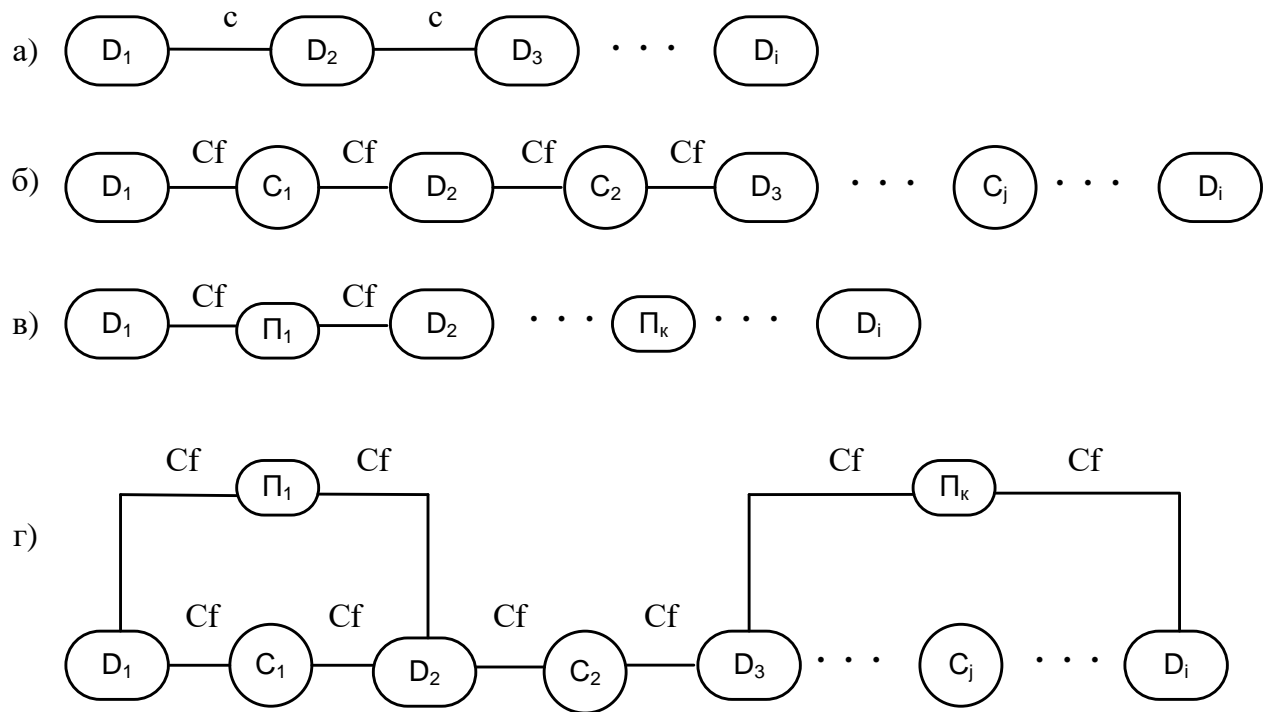 с с
а) D₁ D₂ D₃ . . . Dᵢ
Cf Cf Cf Cf
б) D₁ C₁ D₂ C₂ D₃ . . . Cⱼ . . . Dᵢ
Cf Cf
в) D₁ П₁ D₂ . . . Пₖ . . . Dᵢ
Cf П₁ Cf Cf Пₖ Cf
г)
Cf Cf Cf Cf
D₁ C₁ D₂ C₂ D₃ . . . Cⱼ . . . Dᵢ